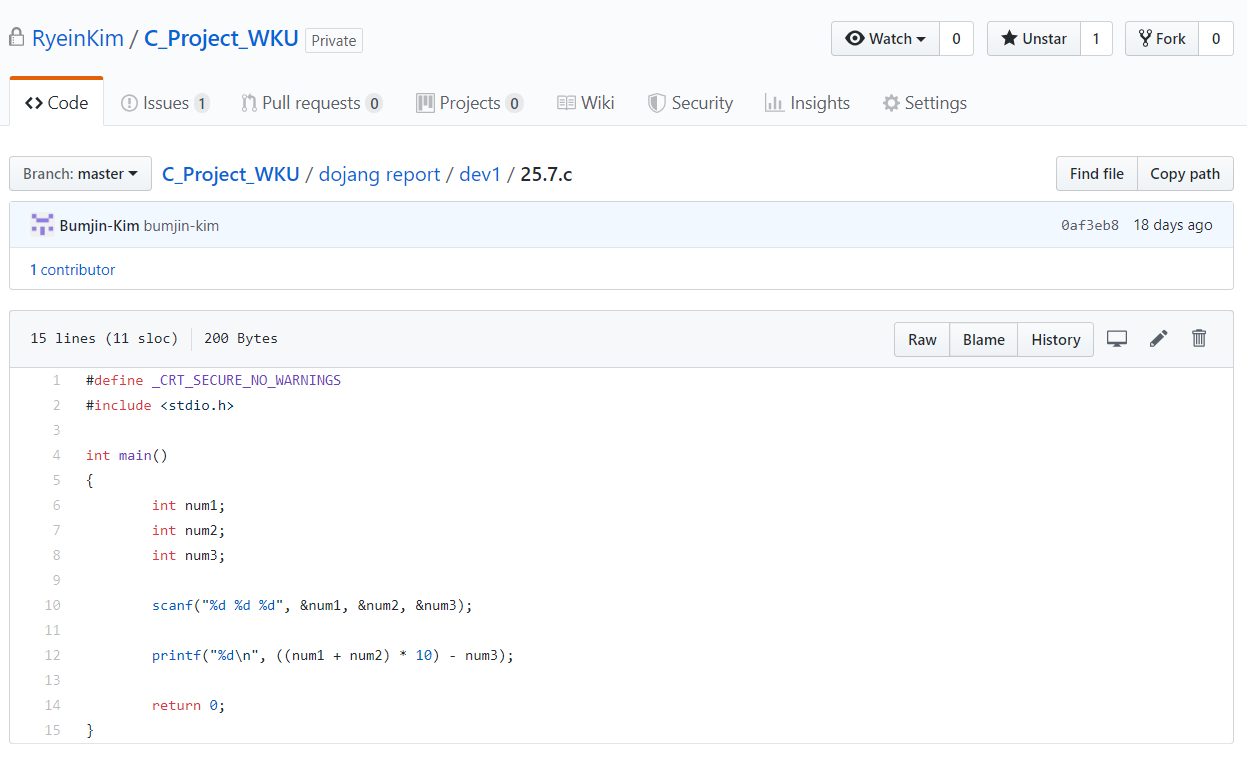 RyeinKim / C_Project_WKU Private Watch 0 Unstar 1 Fork 0
Code Issues 1 Pull requests 0 Projects 0 Wiki Security Insights Settings
Branch: master C_Project_WKU / dojang report / dev1 / 25.7.c Find file Copy path
Bumjin-Kim bumjin-kim 0af3eb8 18 days ago
1 contributor
15 lines (11 sloc) 200 Bytes Raw Blame History
1 #define _CRT_SECURE_NO_WARNINGS
2 #include <stdio.h>
3
4 int main()
5 {
6 int num1;
7 int num2;
8 int num3;
9
10 scanf("%d %d %d", &num1, &num2, &num3);
11
12 printf("%d\n", ((num1 + num2) * 10) - num3);
13
14 return 0;
15 }